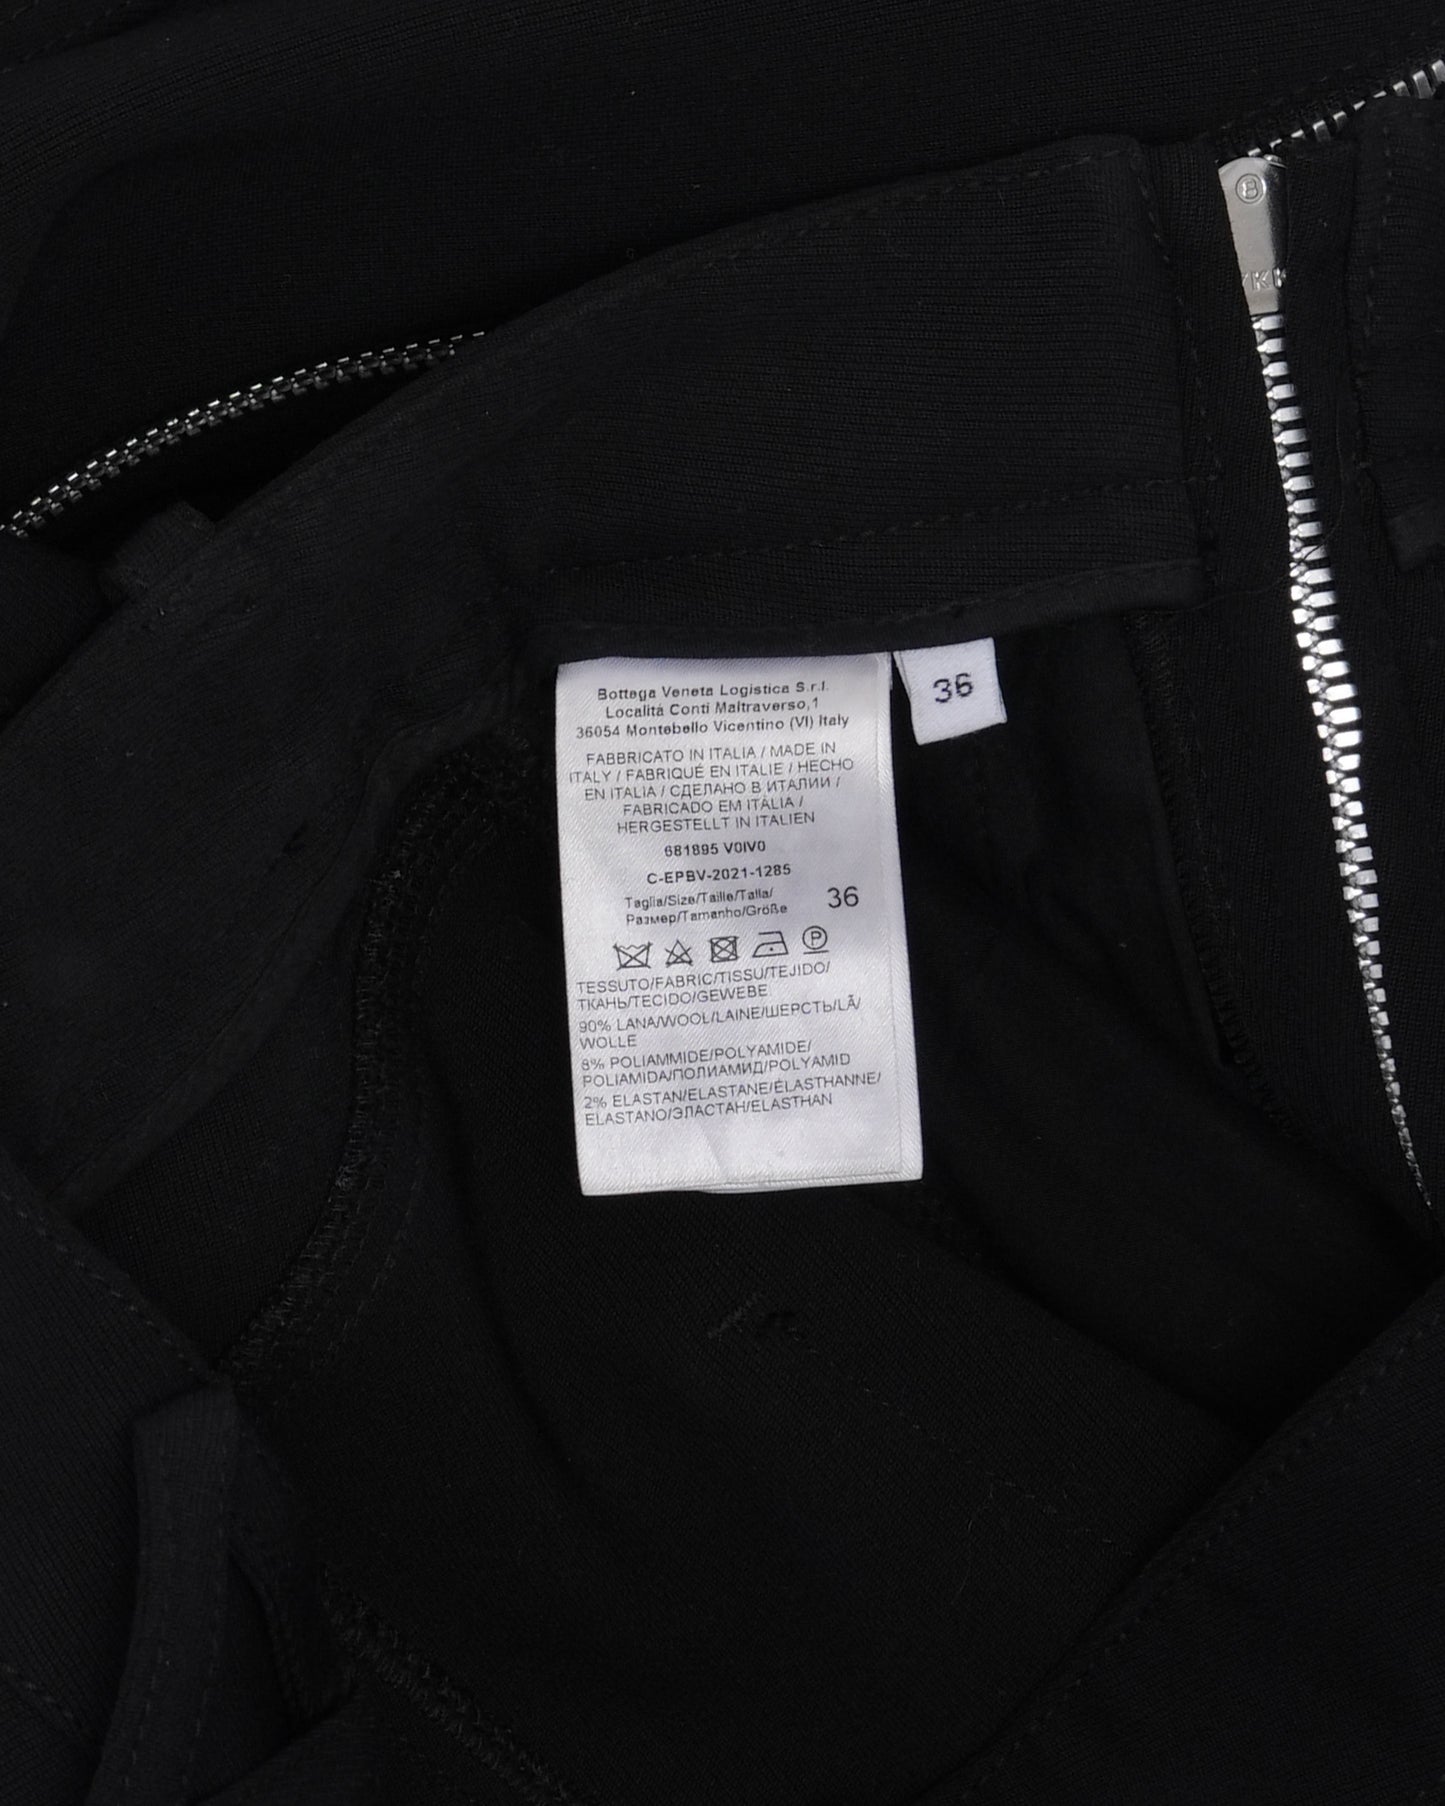 8
YKK
36
Bottega Veneta Logistica S.r.l.
Località Conti Maltraverso,1
36054 Montebello Vicentino (VI) Italy
FABBRICATO IN ITALIA / MADE IN
ITALY / FABRIQUÉ EN ITALIE / HECHO
EN ITALIA / СДЕЛАНО В ИТАЛИИ /
FABRICADO EM ITÁLIA /
HERGESTELLT IN ITALIEN
681895 V0IV0
C-EPBV-2021-1285
Taglia/Size/Taille/Talla/
Размер/Tamanho/Größe 36
P
TESSUTO/FABRIC/TISSU/TEJIDO/
ТКАНЬ/TECIDO/GEWEBE
90% LANA/WOOL/LAINE/ШЕРСТЬ/LÃ/
WOLLE
8% POLIAMMIDE/POLYAMIDE/
POLIAMIDA/ПОЛИАМИД/POLYAMID
2% ELASTAN/ELASTANE/ÉLASTHANNE/
ELASTANO/ЭЛАСТАН/ELASTHAN